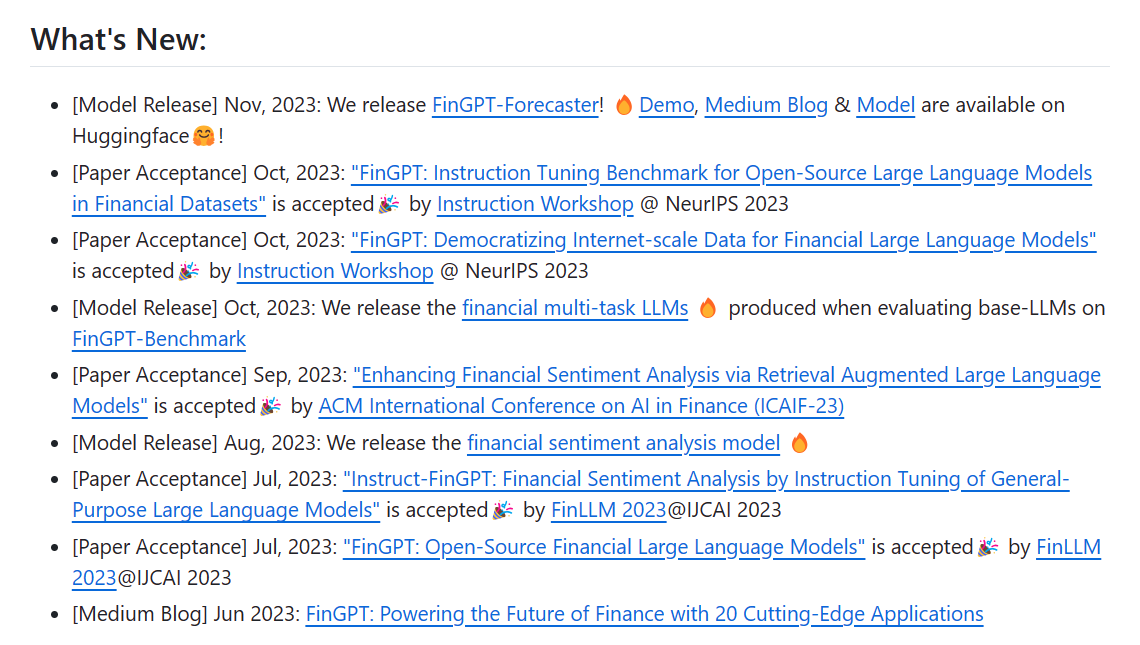 What's New:
• [Model Release] Nov, 2023: We release FinGPT-Forecaster! 🔥 Demo, Medium Blog & Model are available on
Huggingface🤗!
• [Paper Acceptance] Oct, 2023: "FinGPT: Instruction Tuning Benchmark for Open-Source Large Language Models
in Financial Datasets" is accepted🎉 by Instruction Workshop @ NeurIPS 2023
• [Paper Acceptance] Oct, 2023: "FinGPT: Democratizing Internet-scale Data for Financial Large Language Models"
is accepted🎉 by Instruction Workshop @ NeurIPS 2023
• [Model Release] Oct, 2023: We release the financial multi-task LLMs 🔥 produced when evaluating base-LLMs on
FinGPT-Benchmark
• [Paper Acceptance] Sep, 2023: "Enhancing Financial Sentiment Analysis via Retrieval Augmented Large Language
Models" is accepted🎉 by ACM International Conference on AI in Finance (ICAIF-23)
• [Model Release] Aug, 2023: We release the financial sentiment analysis model 🔥
• [Paper Acceptance] Jul, 2023: "Instruct-FinGPT: Financial Sentiment Analysis by Instruction Tuning of General-
Purpose Large Language Models" is accepted🎉 by FinLLM 2023@IJCAI 2023
• [Paper Acceptance] Jul, 2023: "FinGPT: Open-Source Financial Large Language Models" is accepted🎉 by FinLLM
2023@IJCAI 2023
• [Medium Blog] Jun 2023: FinGPT: Powering the Future of Finance with 20 Cutting-Edge Applications